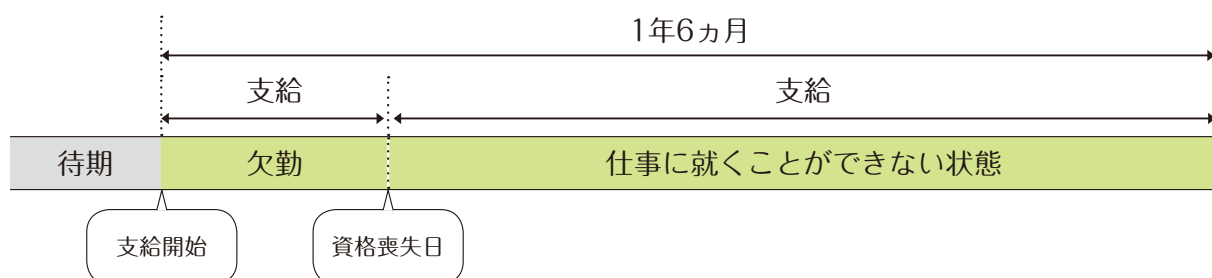 1年6ヵ月
支給
支給
待期
欠勤
仕事に就くことができない状態
支給開始
資格喪失日